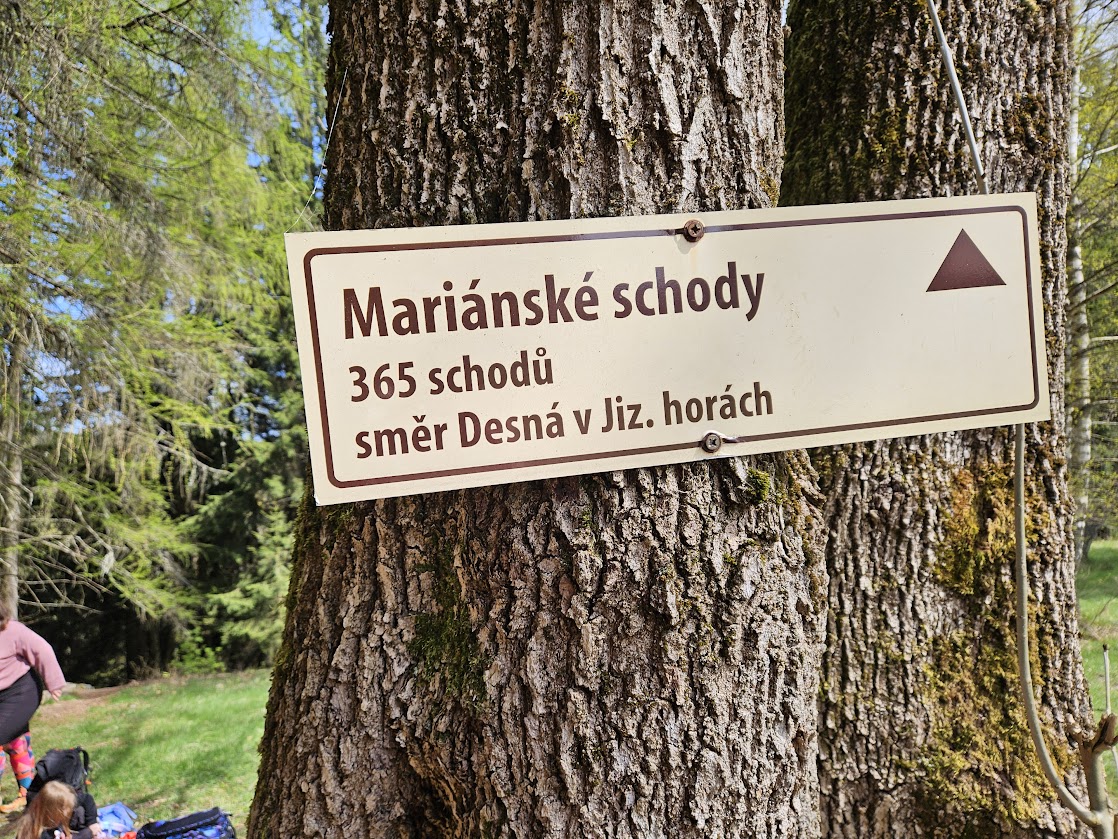 Mariánské schody
365 schodů
směr Desná v Jiz. horách